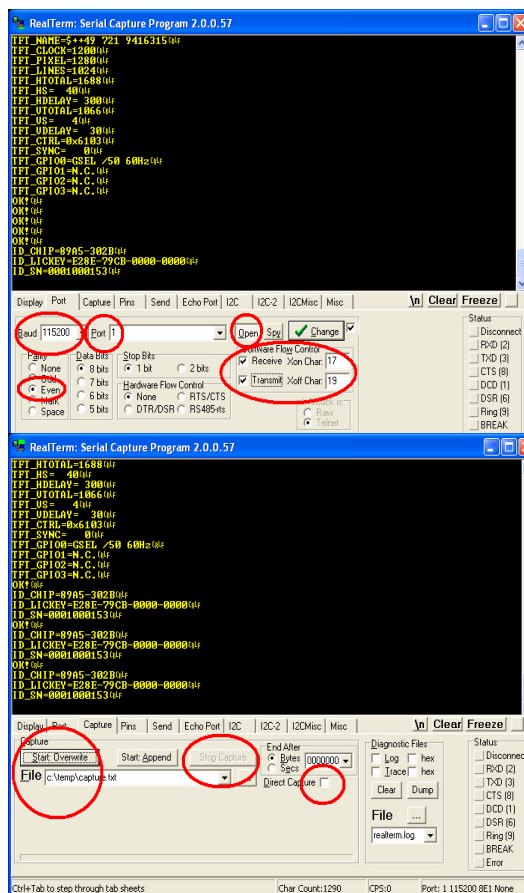 RealTerm: Serial Capture Program 2.0.0.57
TFT_NAME=$++49 721 9416315
TFT_CLOCK=1200
TFT_PIXEL=1280
TFT_LINES=1024
TFT_HTOTAL=1688
TFT_HS= 40
TFT_HDELAY= 300
TFT_VTOTAL=1066
TFT_VS= 4
TFT_VDELAY= 30
TFT_CTRL=0x6103
TFT_SYNC= 0
TFT_GPIO0=GSEL /50 60Hz
TFT_GPIO1=N.C.
TFT_GPIO2=N.C.
TFT_GPIO3=N.C.
OK!
OK!
OK!
OK!
OK!
ID_CHIP=89A5-302B
ID_LICKEY=E28E-79CB-0000-0000
ID_SN=0001000153
Display Port Capture Pins Send Echo Port I2C I2C-2 I2CMisc Misc \n Clear Freeze
Baud 115200 Port 1 Open Spy Change
Parity Data Bits Stop Bits Software Flow Control Status
None 8 bits 1 bit 2 bits Receive Xon Char: 17 Disconnect
Odd 7 bits Hardware Flow Control Transmit Xoff Char: 19 RXD (2)
Even 6 bits None RTS/CTS TXD (3)
Mark 5 bits DTR/DSR RS485-rts CTS (8)
Space Raw DCD (1)
Telnet DSR (6)
Ring (9)
BREAK
RealTerm: Serial Capture Program 2.0.0.57
TFT_HTOTAL=1688
TFT_HS= 40
TFT_HDELAY= 300
TFT_VTOTAL=1066
TFT_VS= 4
TFT_VDELAY= 30
TFT_CTRL=0x6103
TFT_SYNC= 0
TFT_GPIO0=GSEL /50 60Hz
TFT_GPIO1=N.C.
TFT_GPIO2=N.C.
TFT_GPIO3=N.C.
OK!
ID_CHIP=89A5-302B
ID_LICKEY=E28E-79CB-0000-0000
ID_SN=0001000153
OK!
ID_CHIP=89A5-302B
ID_LICKEY=E28E-79CB-0000-0000
ID_SN=0001000153
OK!
ID_CHIP=89A5-302B
ID_LICKEY=E28E-79CB-0000-0000
ID_SN=0001000153
Display Port Capture Pins Send Echo Port I2C I2C-2 I2CMisc Misc \n Clear Freeze
Capture End After Diagnostic Files Status
Start: Overwrite Start: Append Stop Capture Bytes 0000000 Log hex Disconnect
Secs Trace hex RXD (2)
File c:\temp\capture.txt ... Direct Capture Clear Dump TXD (3)
CTS (8)
File ... DCD (1)
realterm.log DSR (6)
Ring (9)
BREAK
Error
Ctrl+Tab to step through tab sheets Char Count:1290 CPS:0 Port: 1 115200 8E1 None